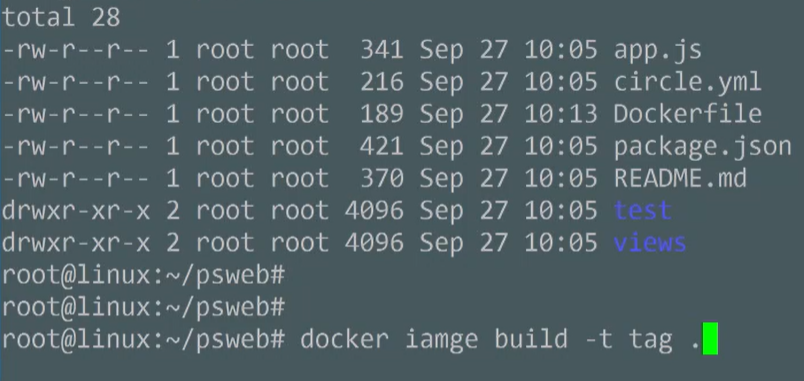 total 28
-rw-r--r-- 1 root root  341 Sep 27 10:05 app.js
-rw-r--r-- 1 root root  216 Sep 27 10:05 circle.yml
-rw-r--r-- 1 root root  189 Sep 27 10:13 Dockerfile
-rw-r--r-- 1 root root  421 Sep 27 10:05 package.json
-rw-r--r-- 1 root root  370 Sep 27 10:05 README.md
drwxr-xr-x 2 root root 4096 Sep 27 10:05 test
drwxr-xr-x 2 root root 4096 Sep 27 10:05 views
root@linux:~/psweb#
root@linux:~/psweb#
root@linux:~/psweb# docker iamge build -t tag .